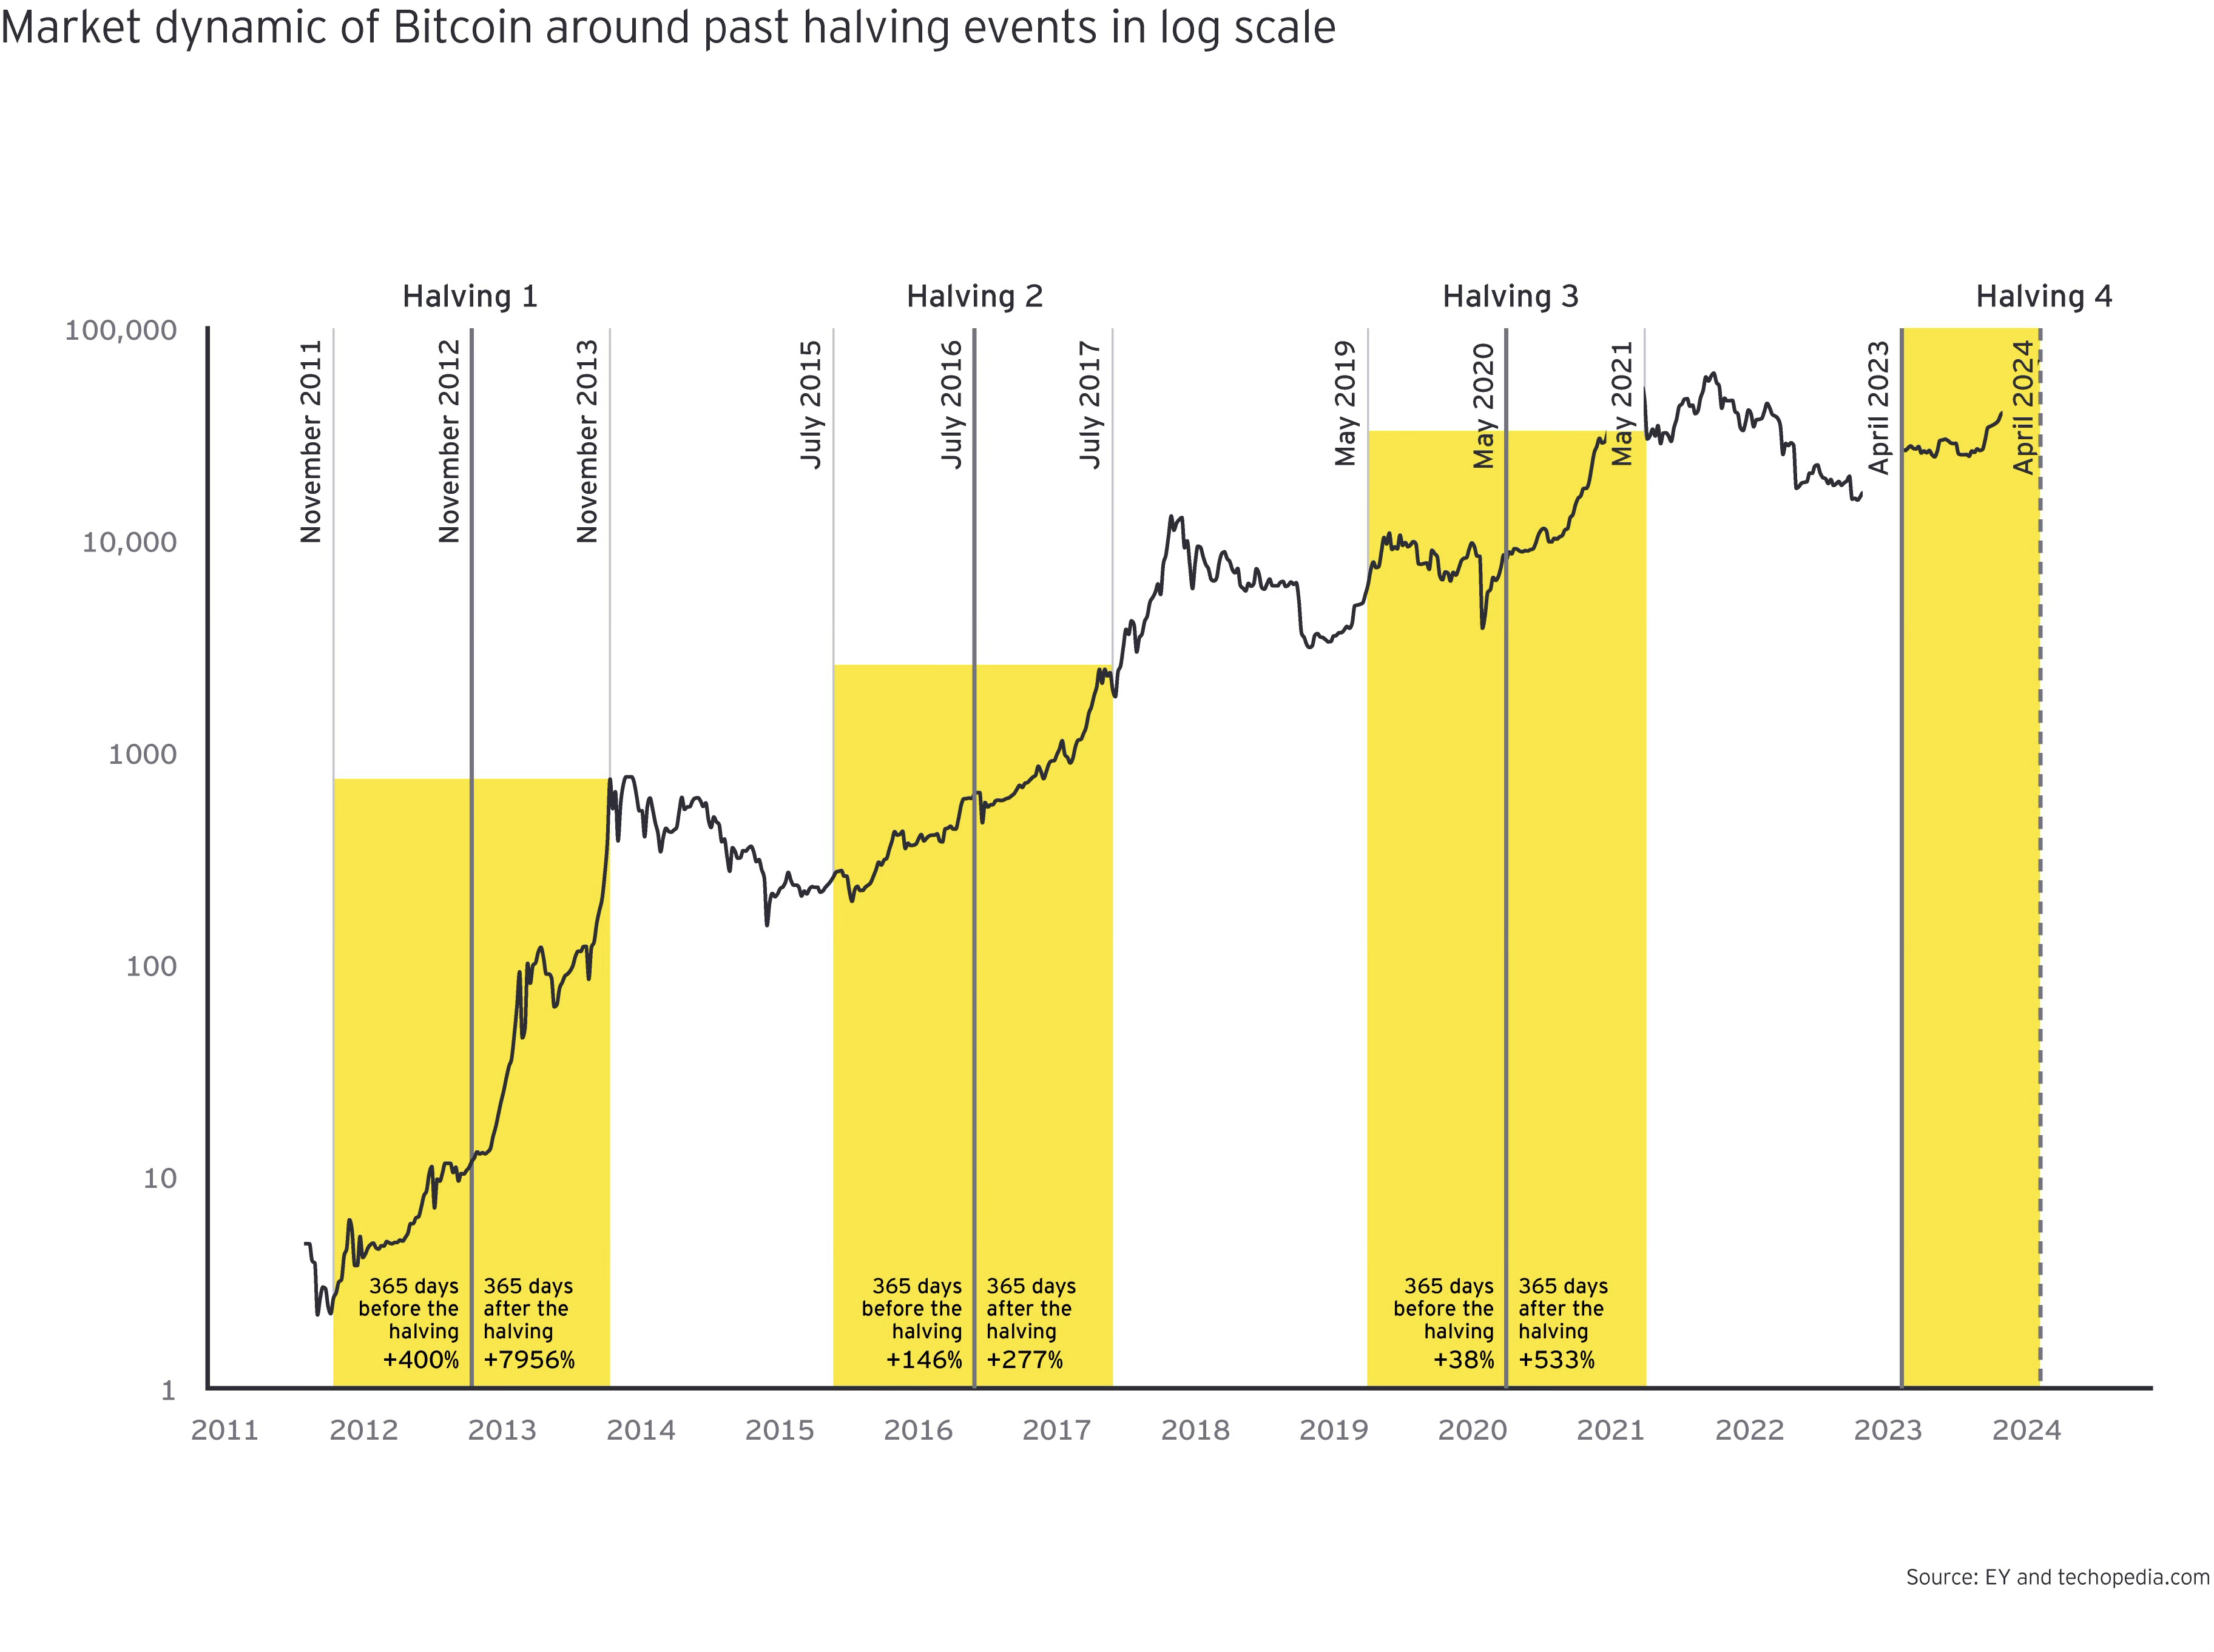 Market dynamic of Bitcoin around past halving events in log scale
Halving 1
Halving 2
Halving 3
Halving 4
100,000
10,000
1000
100
10
1
November 2011
November 2012
November 2013
July 2015
July 2016
July 2017
May 2019
May 2020
May 2021
April 2023
April 2024
365 days
before the
halving
+400%
365 days
after the
halving
+7956%
365 days
before the
halving
+146%
365 days
after the
halving
+277%
365 days
before the
halving
+38%
365 days
after the
halving
+533%
2011
2012
2013
2014
2015
2016
2017
2018
2019
2020
2021
2022
2023
2024
Source: EY and techopedia.com